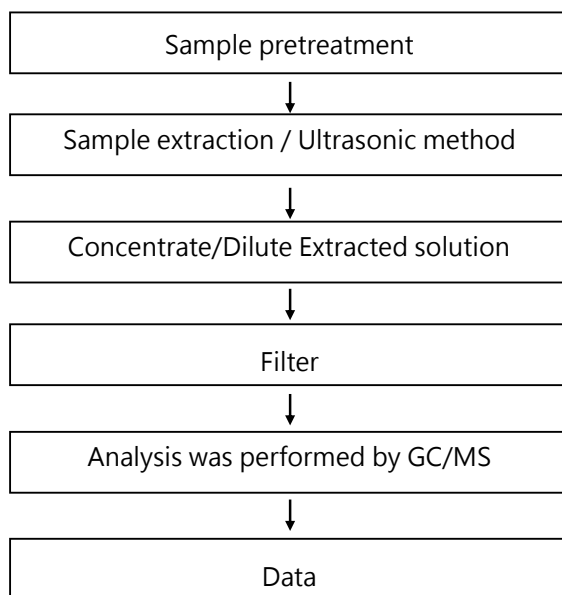 Sample pretreatment
Sample extraction / Ultrasonic method
Concentrate/Dilute Extracted solution
Filter
Analysis was performed by GC/MS
Data